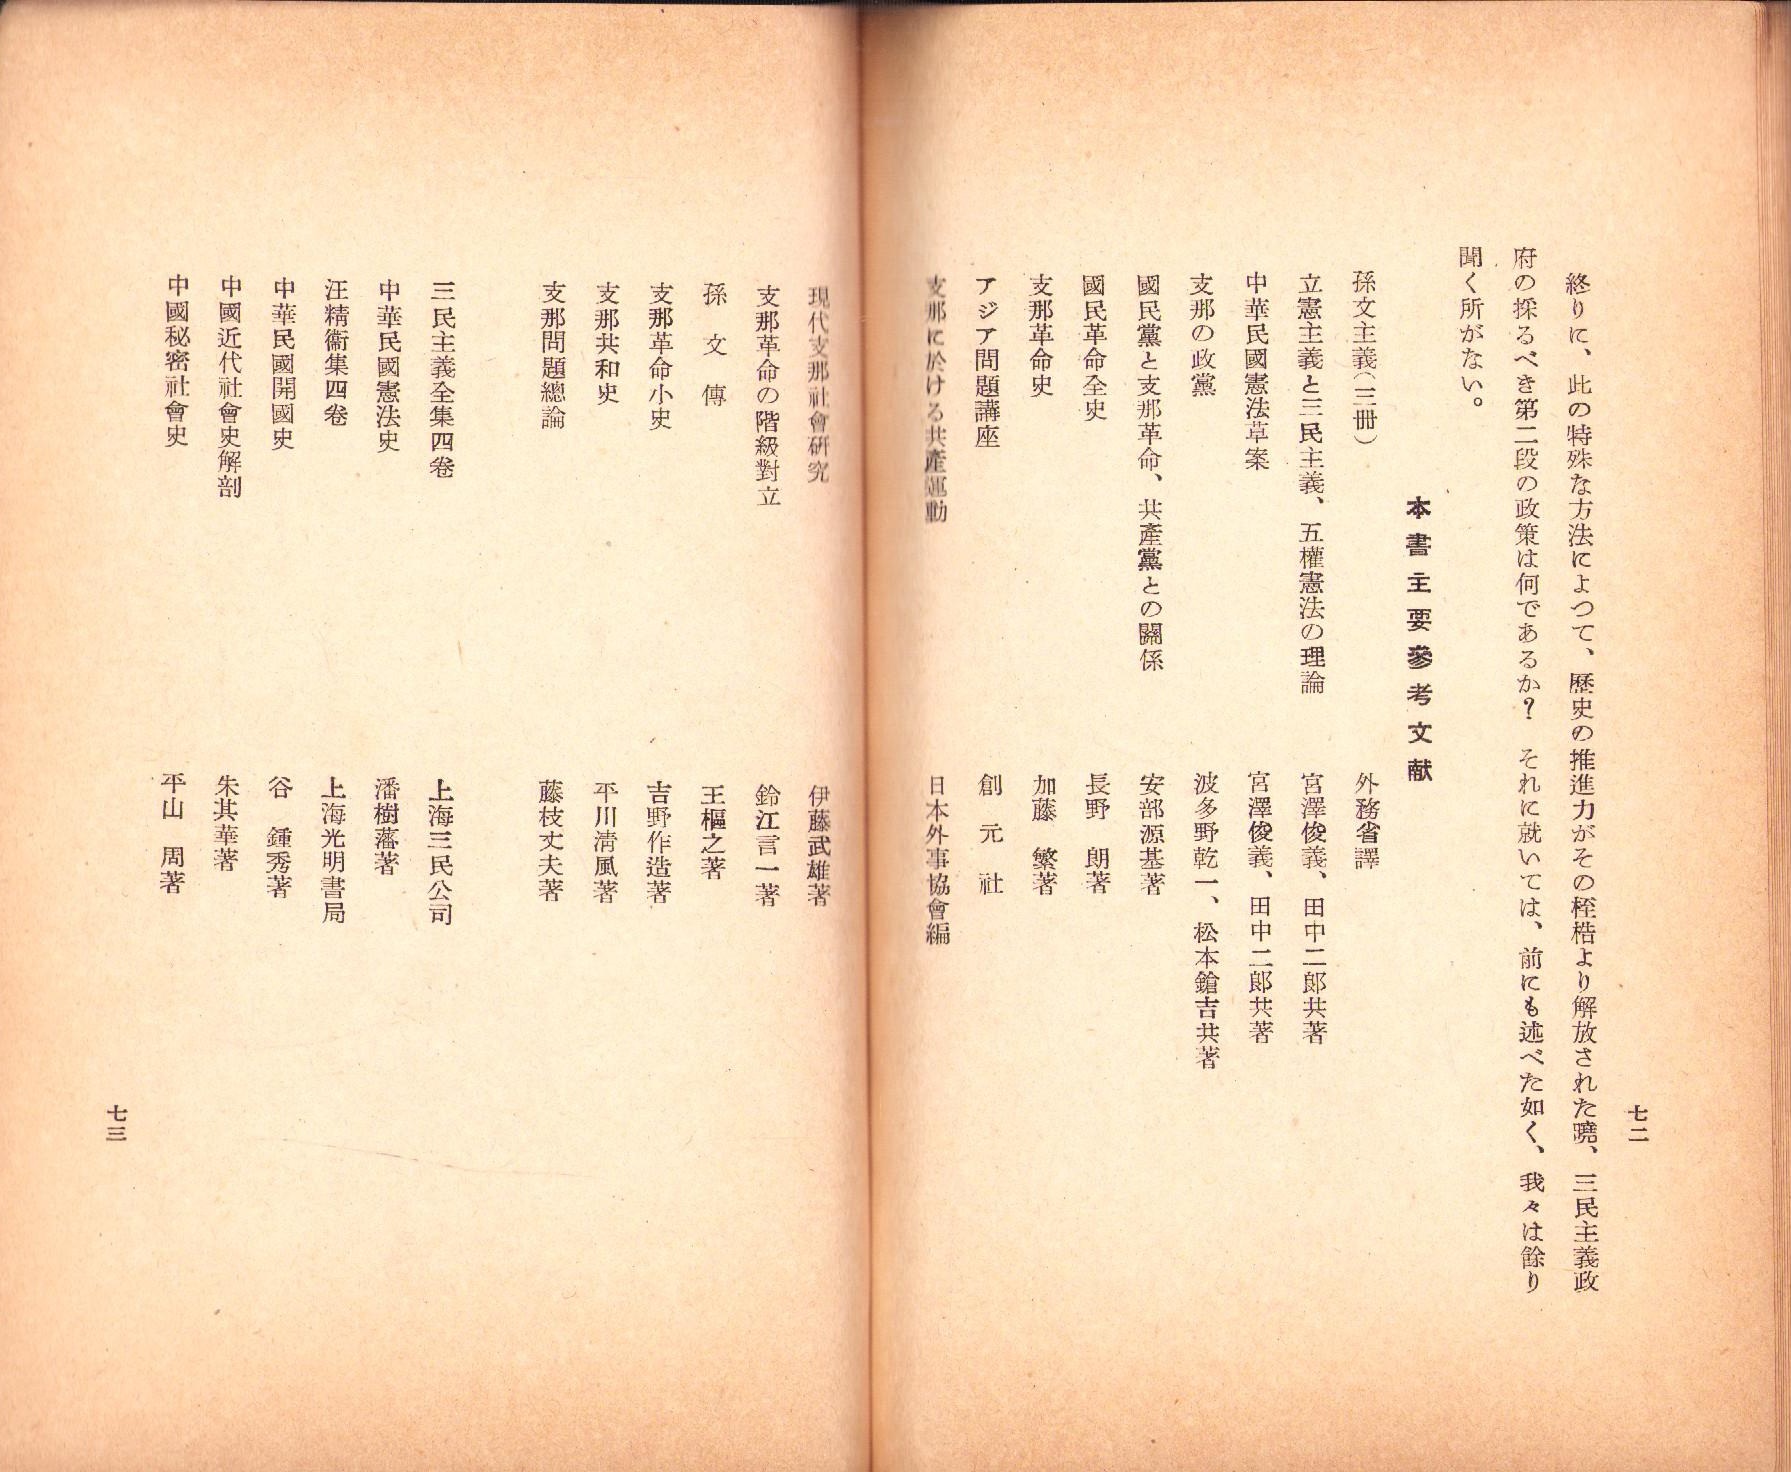 七二
終りに、此の特殊な方法によつて、歷史の推進力がその桎梏より解放された曉、三民主義政
府の採るべき第二段の政策は何であるか？　それに就いては、前にも述べた如く、我々は餘り
聞く所がない。
本書主要參考文献
孫文主義（三冊）　外務省譯
立憲主義と三民主義、五權憲法の理論　宮澤俊義、田中二郎共著
中華民國憲法草案　宮澤俊義、田中二郎共著
支那の政黨　波多野乾一、松本鎗吉共著
國民黨と支那革命、共產黨との關係　安部源基著
國民革命全史　長野　朗著
支那革命史　加藤　繁著
アジア問題講座　創元社
支那に於ける共產運動　日本外事協會編
現代支那社會研究　伊藤武雄著
支那革命の階級對立　鈴江言一著
孫文傳　王樞之著
支那革命小史　吉野作造著
支那共和史　平川淸風著
支那問題總論　藤枝丈夫著
三民主義全集四卷　上海三民公司
中華民國憲法史　潘樹藩著
汪精衞集四卷　上海光明書局
中華民國開國史　谷　鍾秀著
中國近代社會史解剖　朱其華著
中國秘密社會史　平山　周著
七三